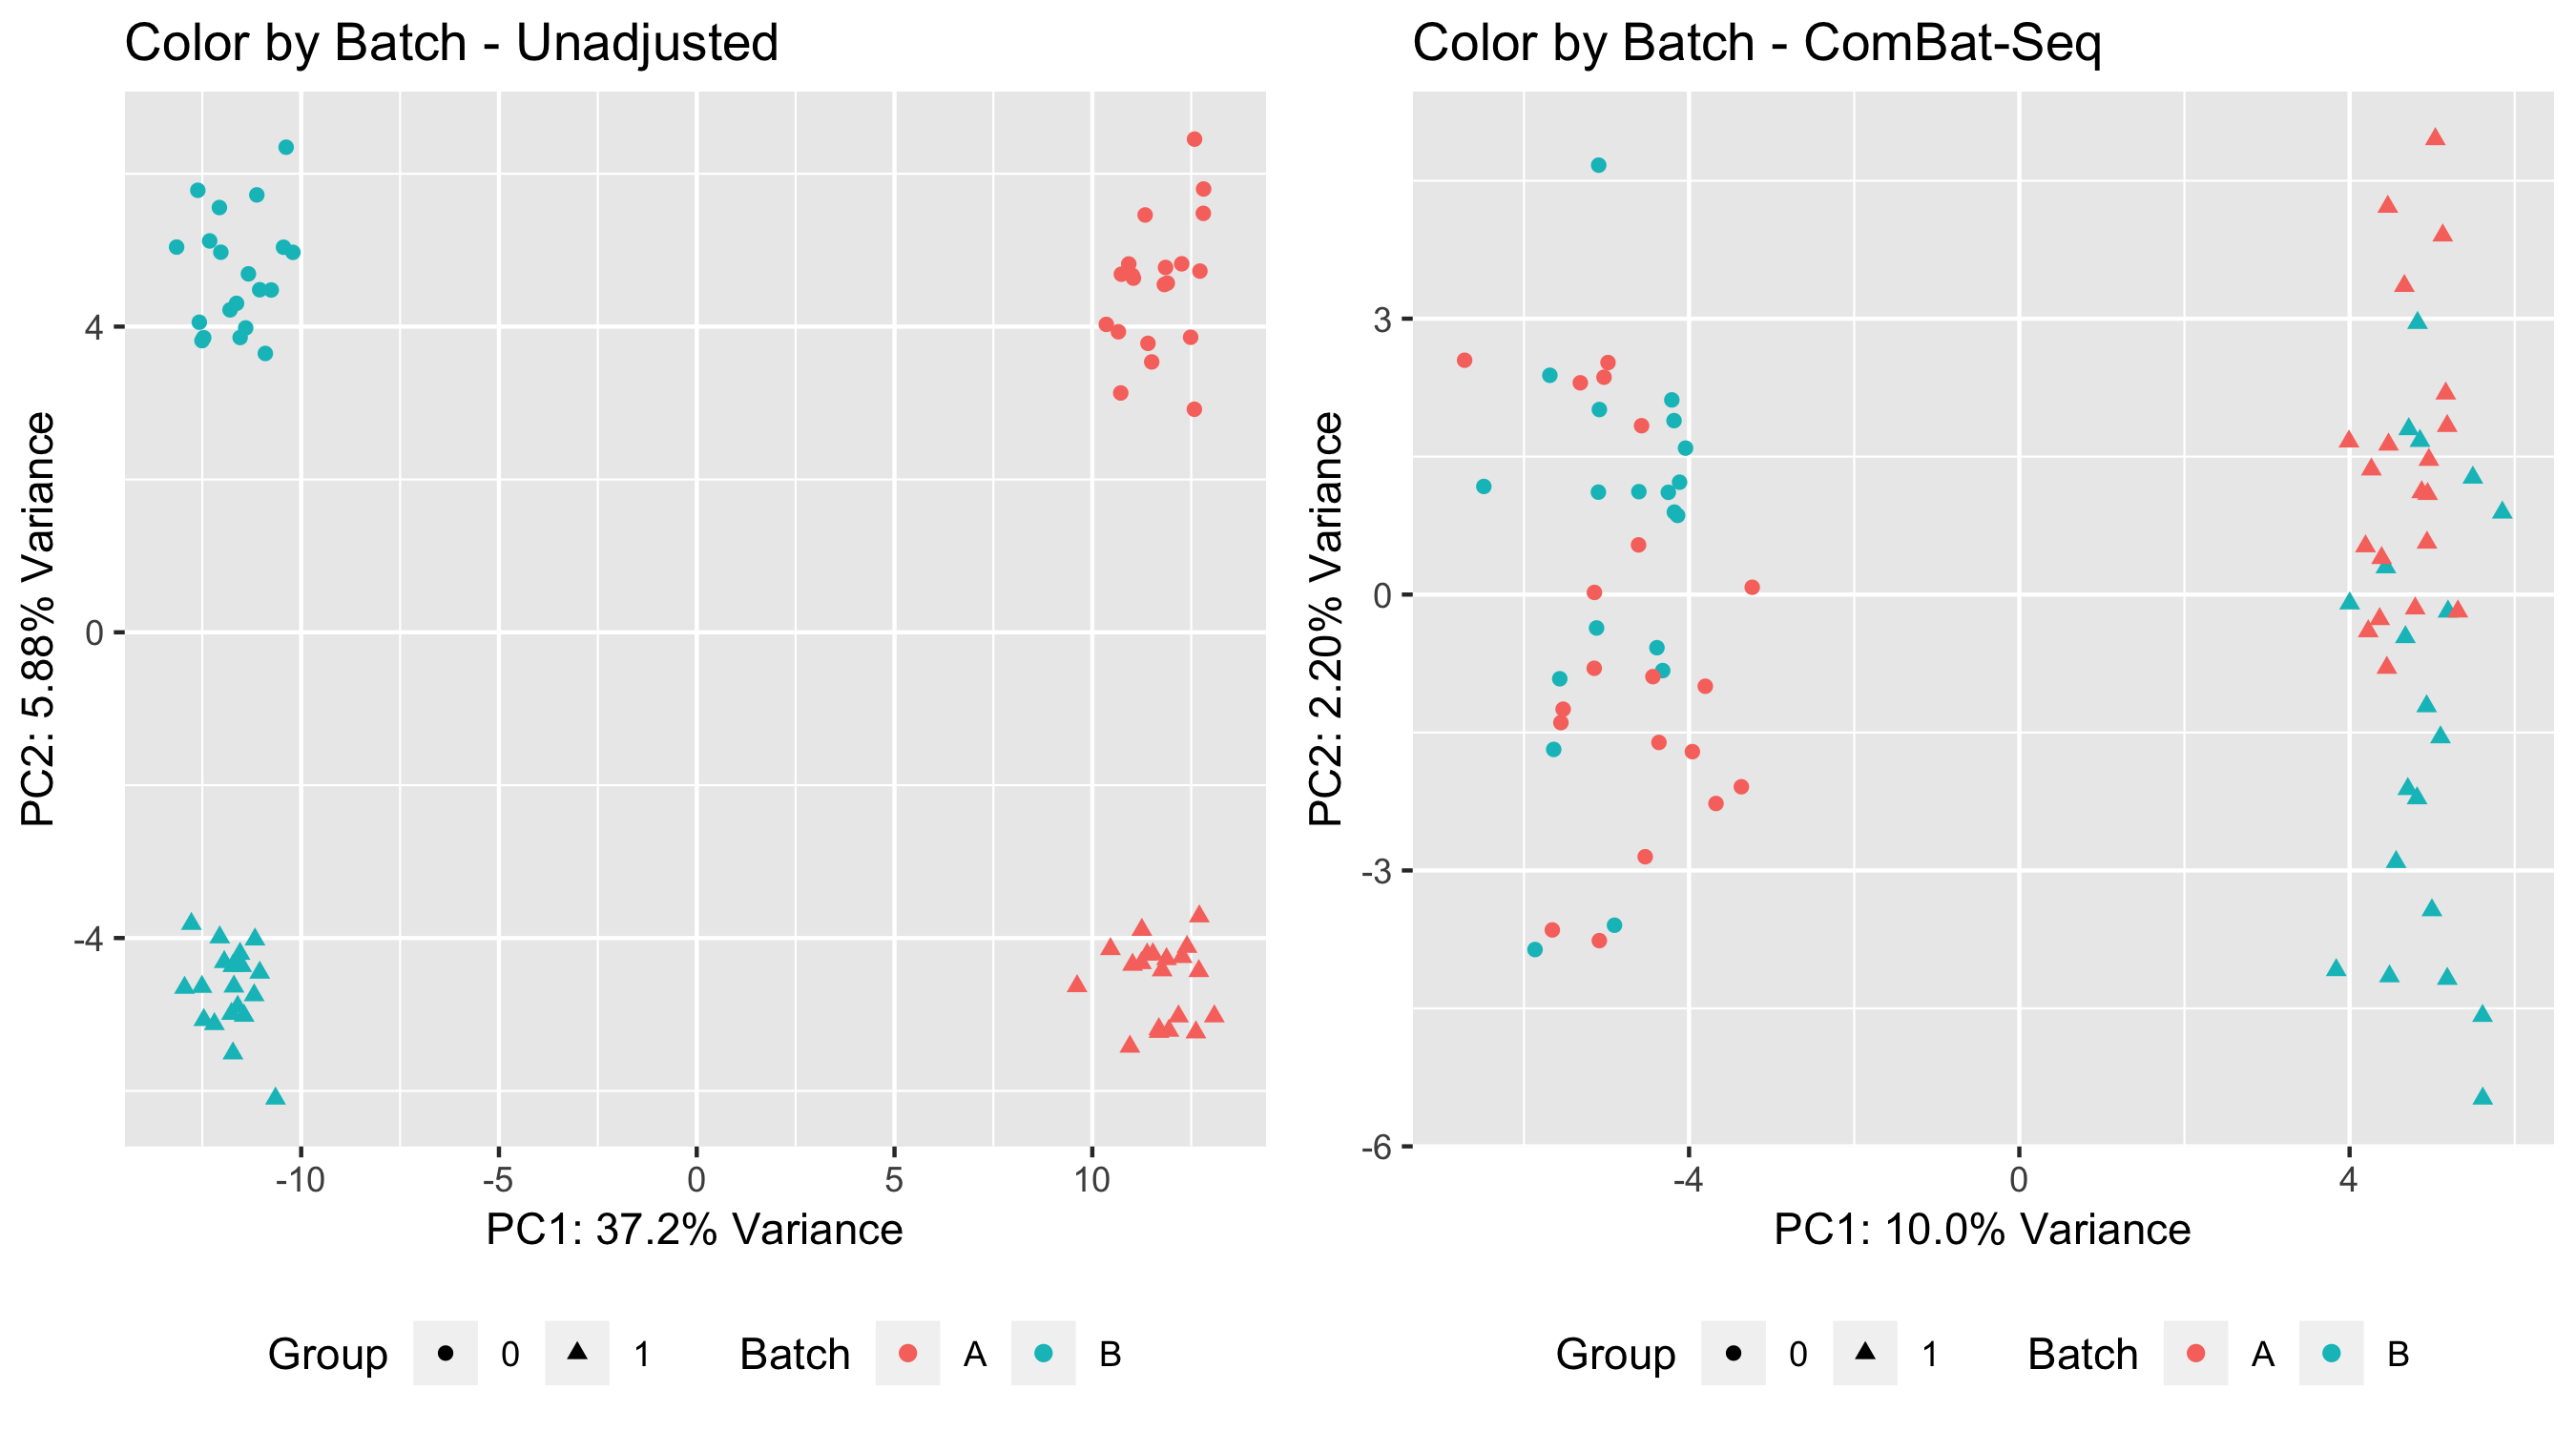 Color by Batch - Unadjusted
PC2: 5.88% Variance
4
0
-4
-10 -5 0 5 10
PC1: 37.2% Variance
Group 0 1 Batch A B
Color by Batch - ComBat-Seq
PC2: 2.20% Variance
3
0
-3
-6
-4 0 4
PC1: 10.0% Variance
Group 0 1 Batch A B